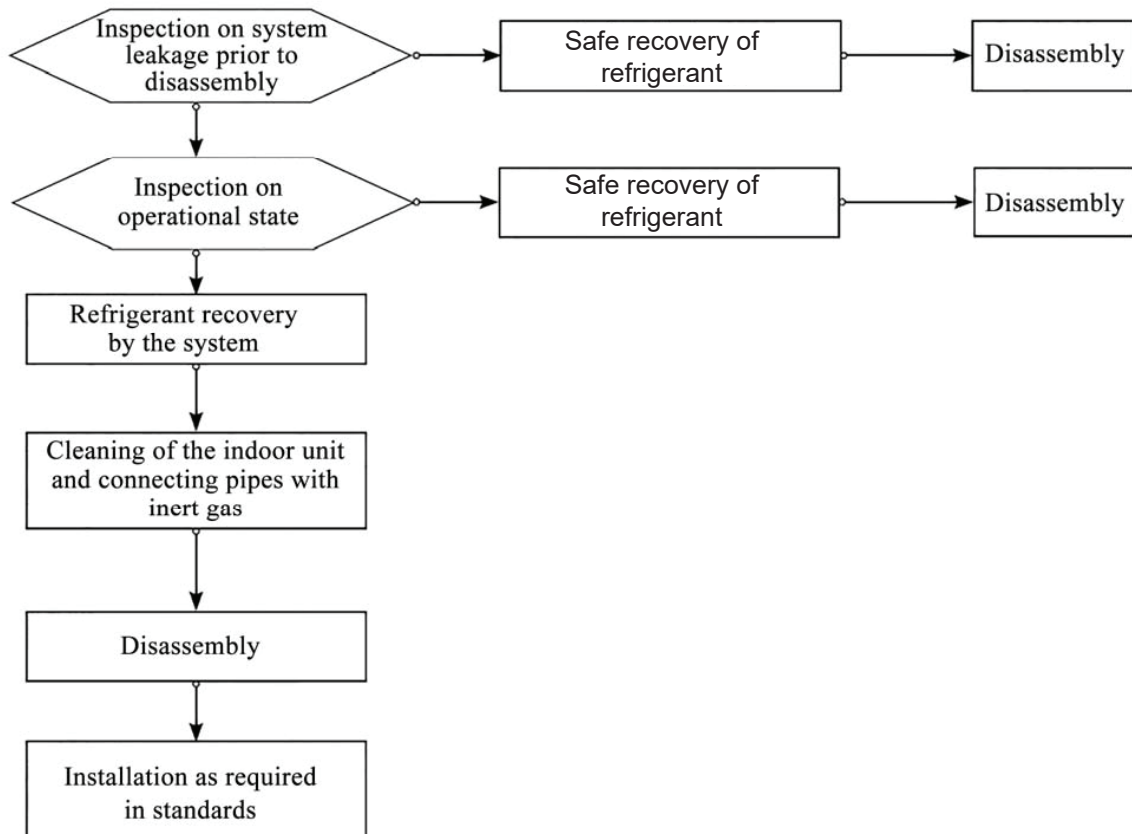 Inspection on system
leakage prior to
disassembly
Safe recovery of
refrigerant
Disassembly
Inspection on
operational state
Safe recovery of
refrigerant
Disassembly
Refrigerant recovery
by the system
Cleaning of the indoor unit
and connecting pipes with
inert gas
Disassembly
Installation as required
in standards